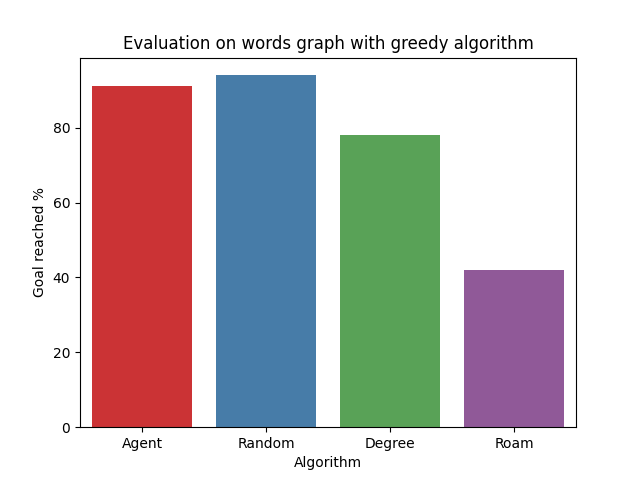 Evaluation on words graph with greedy algorithm
Goal reached %
80
60
40
20
0
Agent Random Degree Roam
Algorithm